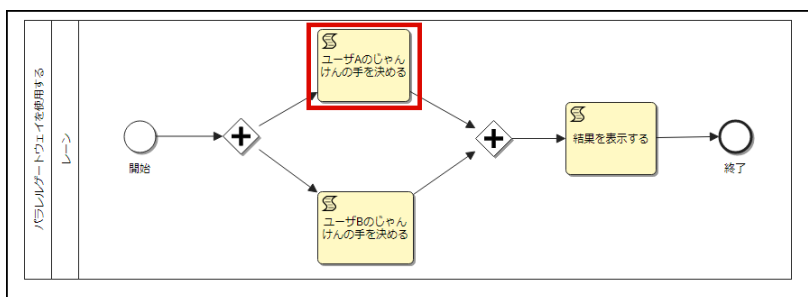 パラレルゲートウェイを使用する
レーン
開始
ユーザAのじゃん
けんの手を決める
ユーザBのじゃん
けんの手を決める
結果を表示する
終了